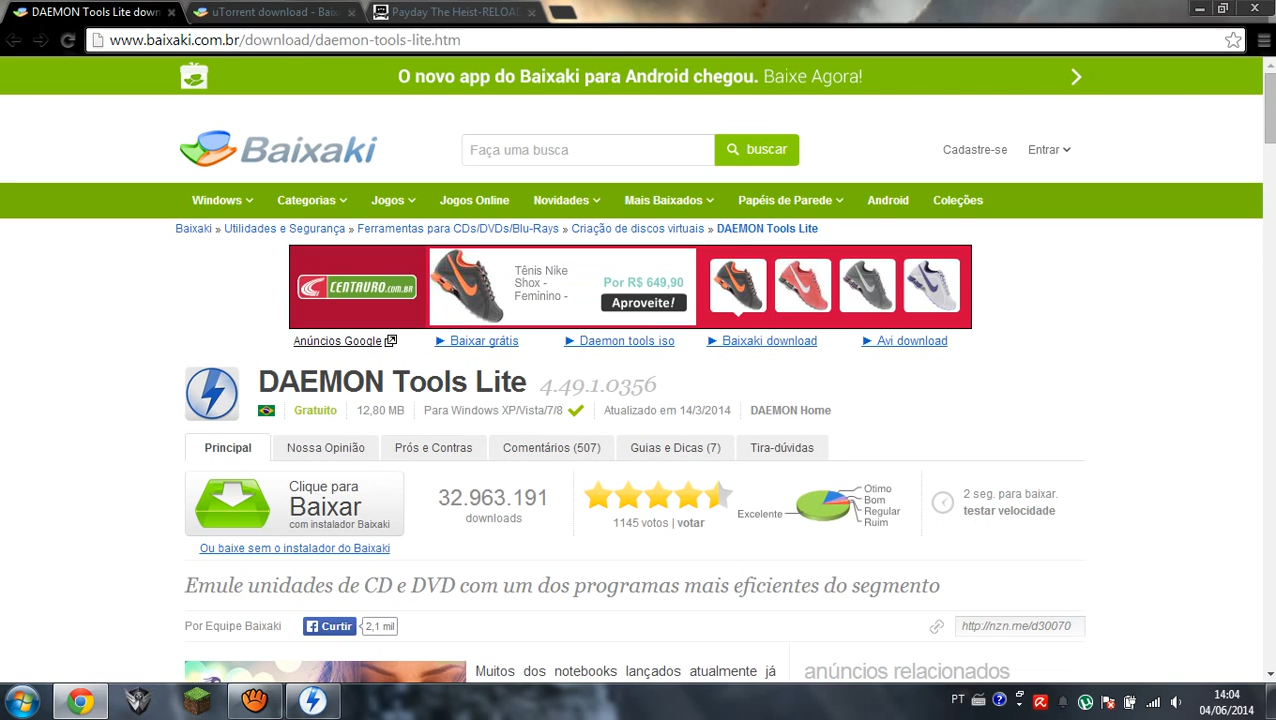 DAEMON Tools Lite dow
uTorrent download - Baix
Payday The Heist-RELOA
www.baixaki.com.br/download/daemon-tools-lite.htm
O novo app do Baixaki para Android chegou. Baixe Agora!
Baixaki
Faça uma busca
buscar
Cadastre-se
Entrar
Windows
Categorias
Jogos
Jogos Online
Novidades
Mais Baixados
Papéis de Parede
Android
Coleções
Baixaki » Utilidades e Segurança » Ferramentas para CDs/DVDs/Blu-Rays » Criação de discos virtuais » DAEMON Tools Lite
CENTAURO.com.br
Tênis Nike
Shox -
Feminino -
Por R$ 649,90
Aproveite!
Anúncios Google
► Baixar grátis
► Daemon tools iso
► Baixaki download
► Avi download
DAEMON Tools Lite 4.49.1.0356
Gratuito
12,80 MB
Para Windows XP/Vista/7/8
Atualizado em 14/3/2014
DAEMON Home
Principal
Nossa Opinião
Prós e Contras
Comentários (507)
Guias e Dicas (7)
Tira-dúvidas
Clique para
Baixar
com instalador Baixaki
Ou baixe sem o instalador do Baixaki
32.963.191
downloads
1145 votos | votar
Excelente
Otimo
Bom
Regular
Ruim
2 seg. para baixar.
testar velocidade
Emule unidades de CD e DVD com um dos programas mais eficientes do segmento
Por Equipe Baixaki
Curtir
2,1 mil
http://nzn.me/d30070
Muitos dos notebooks lançados atualmente já
anúncios relacionados
PT
14:04
04/06/2014